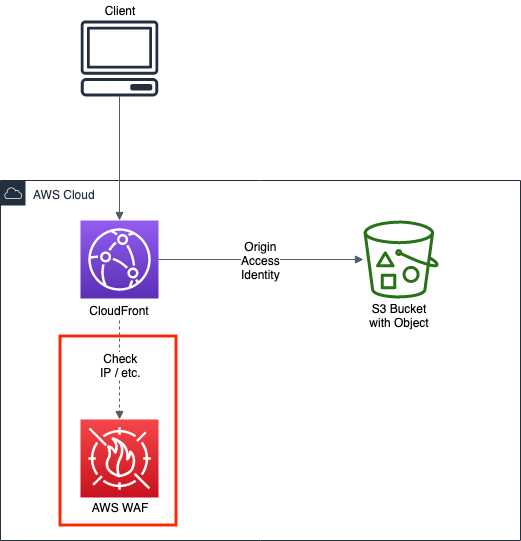 Client
AWS Cloud
Origin
Access
Identity
CloudFront
S3 Bucket
with Object
Check
IP / etc.
AWS WAF